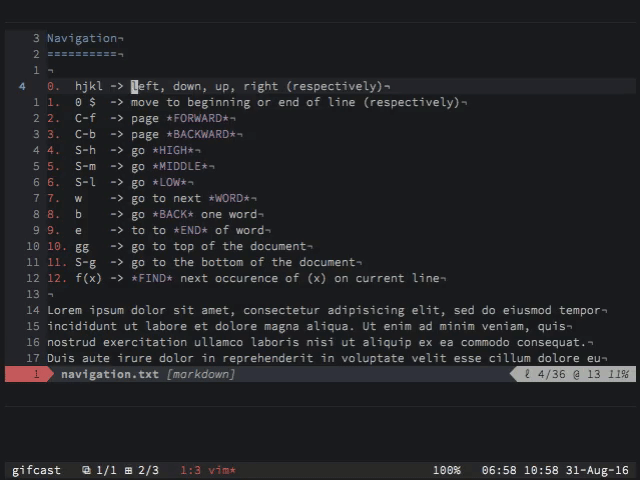 3 Navigation¬
2 ==========¬
1 ¬
4 0. hjkl -> left, down, up, right (respectively)¬
1 1. 0 $ -> move to beginning or end of line (respectively)¬
2 2. C-f -> page *FORWARD*¬
3 3. C-b -> page *BACKWARD*¬
4 4. S-h -> go *HIGH*¬
5 5. S-m -> go *MIDDLE*¬
6 6. S-l -> go *LOW*¬
7 7. w -> go to next *WORD*¬
8 8. b -> go *BACK* one word¬
9 9. e -> to to *END* of word¬
10 10. gg -> go to top of the document¬
11 11. S-g -> go to the bottom of the document¬
12 12. f(x) -> *FIND* next occurence of (x) on current line¬
13 ¬
14 Lorem ipsum dolor sit amet, consectetur adipisicing elit, sed do eiusmod tempor¬
15 incididunt ut labore et dolore magna aliqua. Ut enim ad minim veniam, quis¬
16 nostrud exercitation ullamco laboris nisi ut aliquip ex ea commodo consequat.¬
17 Duis aute irure dolor in reprehenderit in voluptate velit esse cillum dolore eu¬
1 navigation.txt [markdown] ℓ 4/36 @ 13 11%
gifcast ⧉ 1/1 ⊞ 2/3 1:3 vim* 100% 06:58 10:58 31-Aug-16